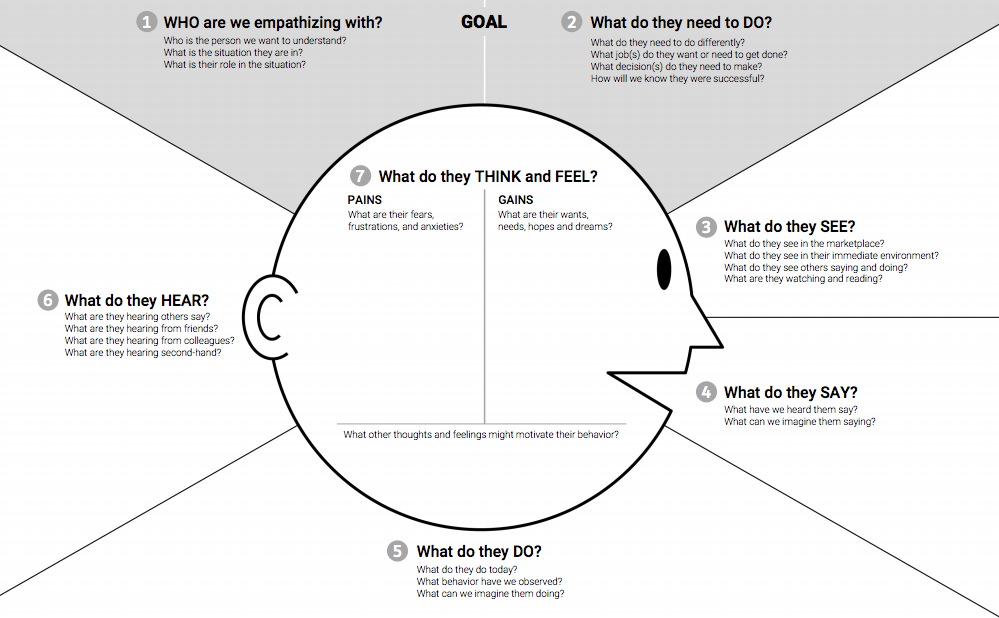 1 WHO are we empathizing with?
Who is the person we want to understand?
What is the situation they are in?
What is their role in the situation?
GOAL
2 What do they need to DO?
What do they need to do differently?
What job(s) do they want or need to get done?
What decision(s) do they need to make?
How will we know they were successful?
7 What do they THINK and FEEL?
PAINS
What are their fears,
frustrations, and anxieties?
GAINS
What are their wants,
needs, hopes and dreams?
What other thoughts and feelings might motivate their behavior?
3 What do they SEE?
What do they see in the marketplace?
What do they see in their immediate environment?
What do they see others saying and doing?
What are they watching and reading?
4 What do they SAY?
What have we heard them say?
What can we imagine them saying?
5 What do they DO?
What do they do today?
What behavior have we observed?
What can we imagine them doing?
6 What do they HEAR?
What are they hearing others say?
What are they hearing from friends?
What are they hearing from colleagues?
What are they hearing second-hand?